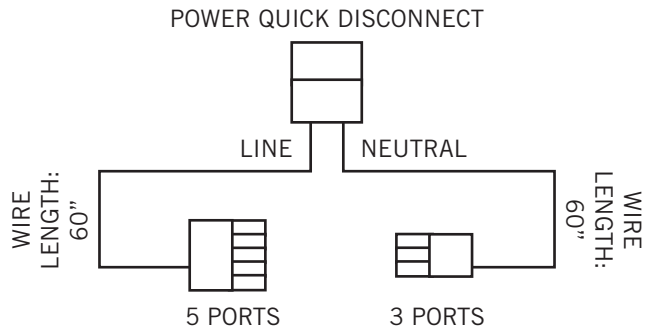 POWER QUICK DISCONNECT
LINE
NEUTRAL
WIRE
LENGTH:
60”
WIRE
LENGTH:
60”
5 PORTS
3 PORTS